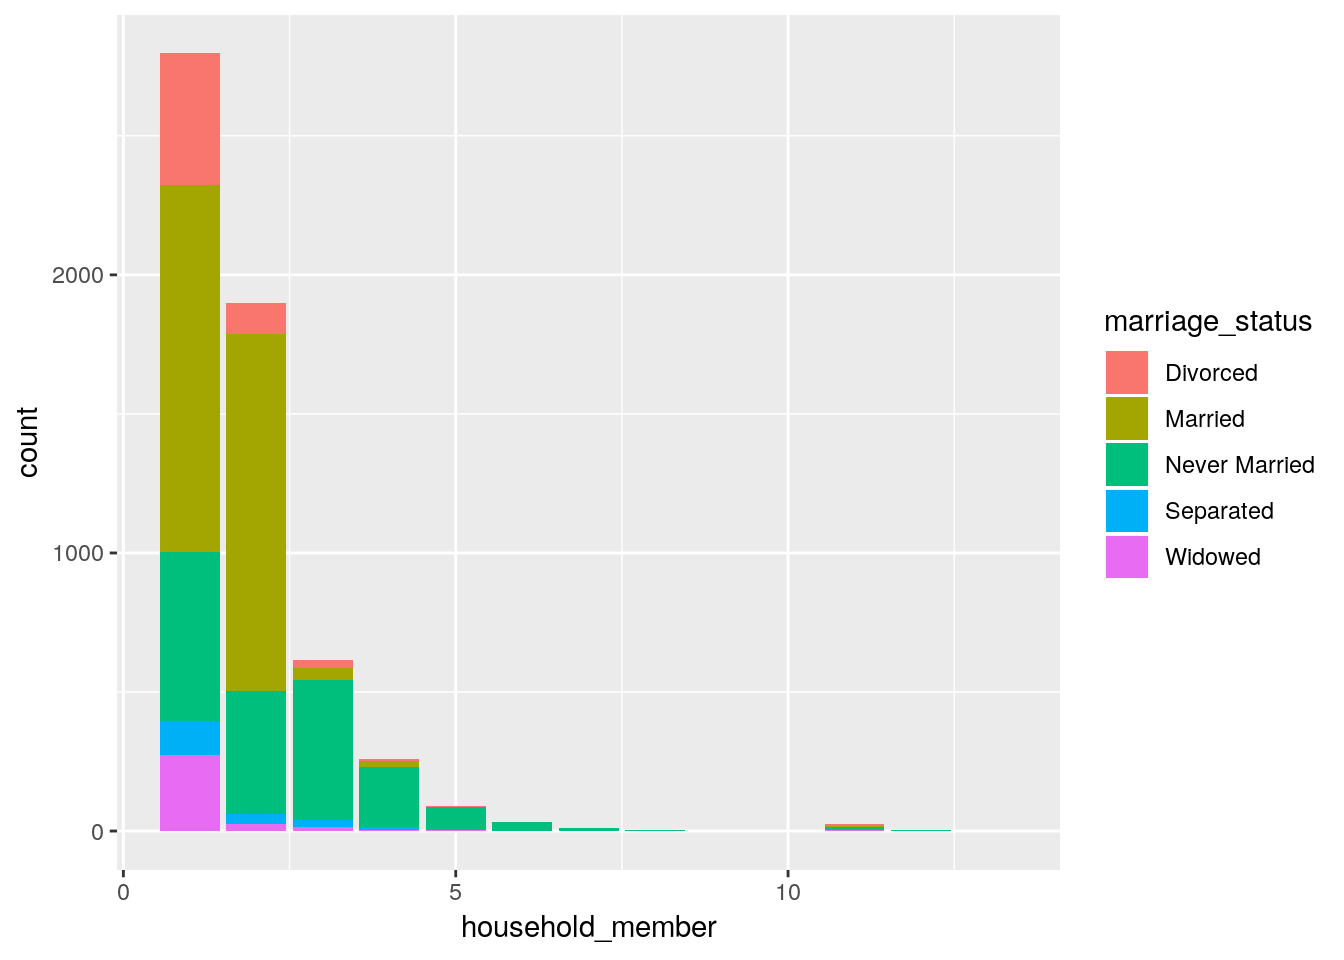 count
2000
1000
0
0
5
10
household_member
marriage_status
Divorced
Married
Never Married
Separated
Widowed